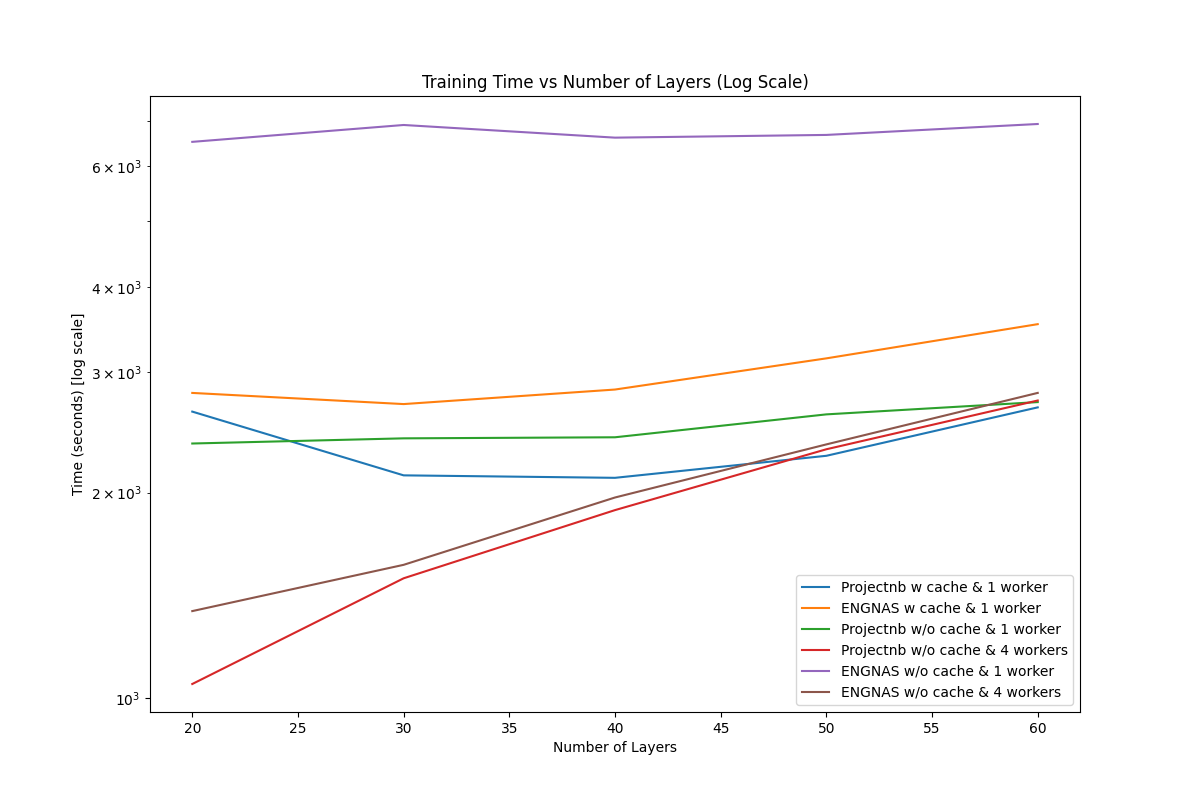 Training Time vs Number of Layers (Log Scale)
6 × 10³
4 × 10³
3 × 10³
2 × 10³
10³
Time (seconds) [log scale]
Projectnb w cache & 1 worker
ENGNAS w cache & 1 worker
Projectnb w/o cache & 1 worker
Projectnb w/o cache & 4 workers
ENGNAS w/o cache & 1 worker
ENGNAS w/o cache & 4 workers
20 25 30 35 40 45 50 55 60
Number of Layers